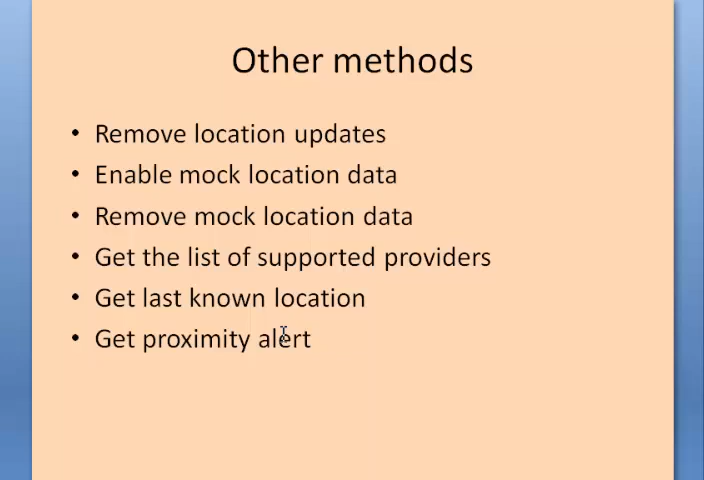 Other methods
• Remove location updates
• Enable mock location data
• Remove mock location data
• Get the list of supported providers
• Get last known location
• Get proximity alert